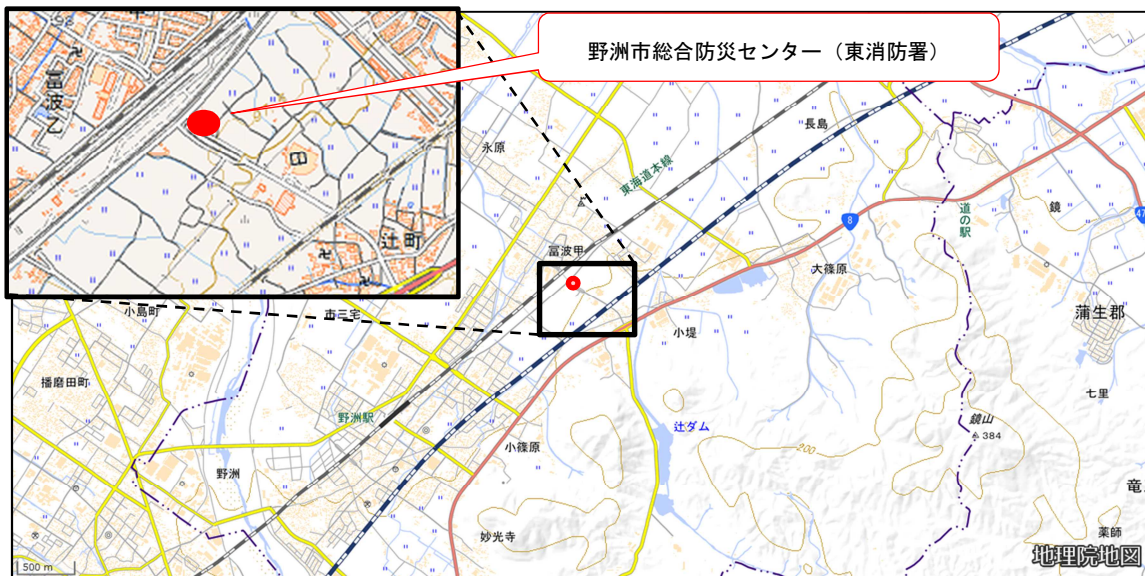 野洲市総合防災センター（東消防署）
冨波乙
辻町
永原
長島
東海道本線
道の駅
鏡
8
冨波甲
大篠原
小堤
蒲生郡
小島町
市三宅
播磨田町
七里
野洲駅
辻ダム
鏡山
384
小篠原
200
野洲
竜
妙光寺
薬師
500 m
地理院地図